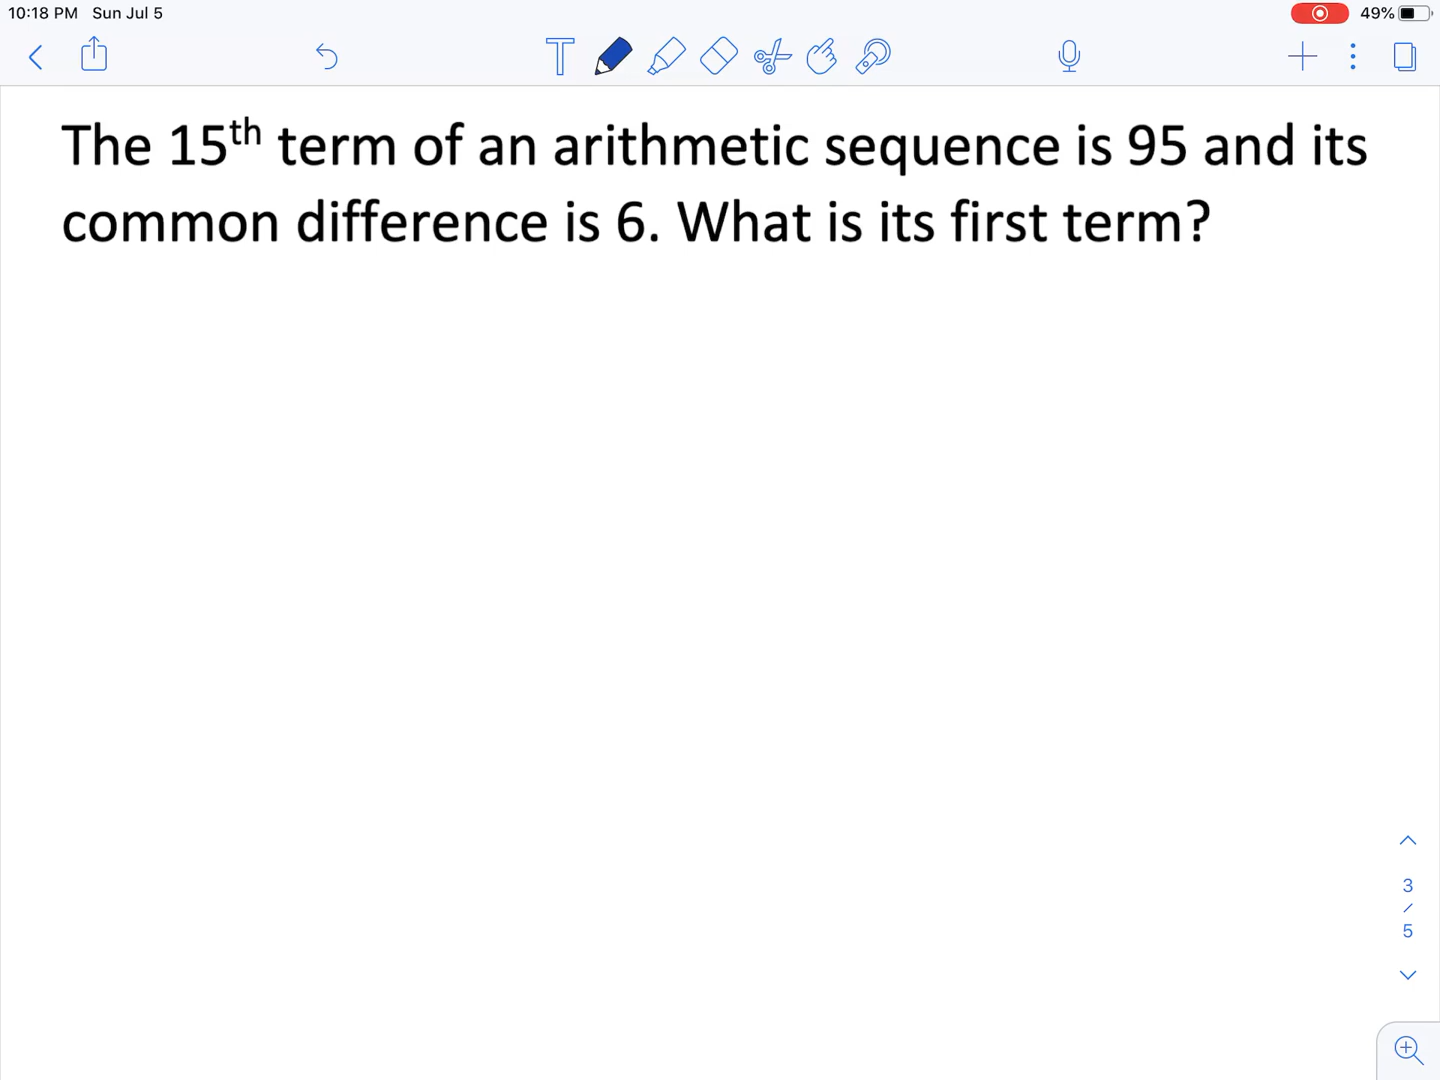 10:18 PM Sun Jul 5 49%
T
The 15th term of an arithmetic sequence is 95 and its
common difference is 6. What is its first term?
3
/
5